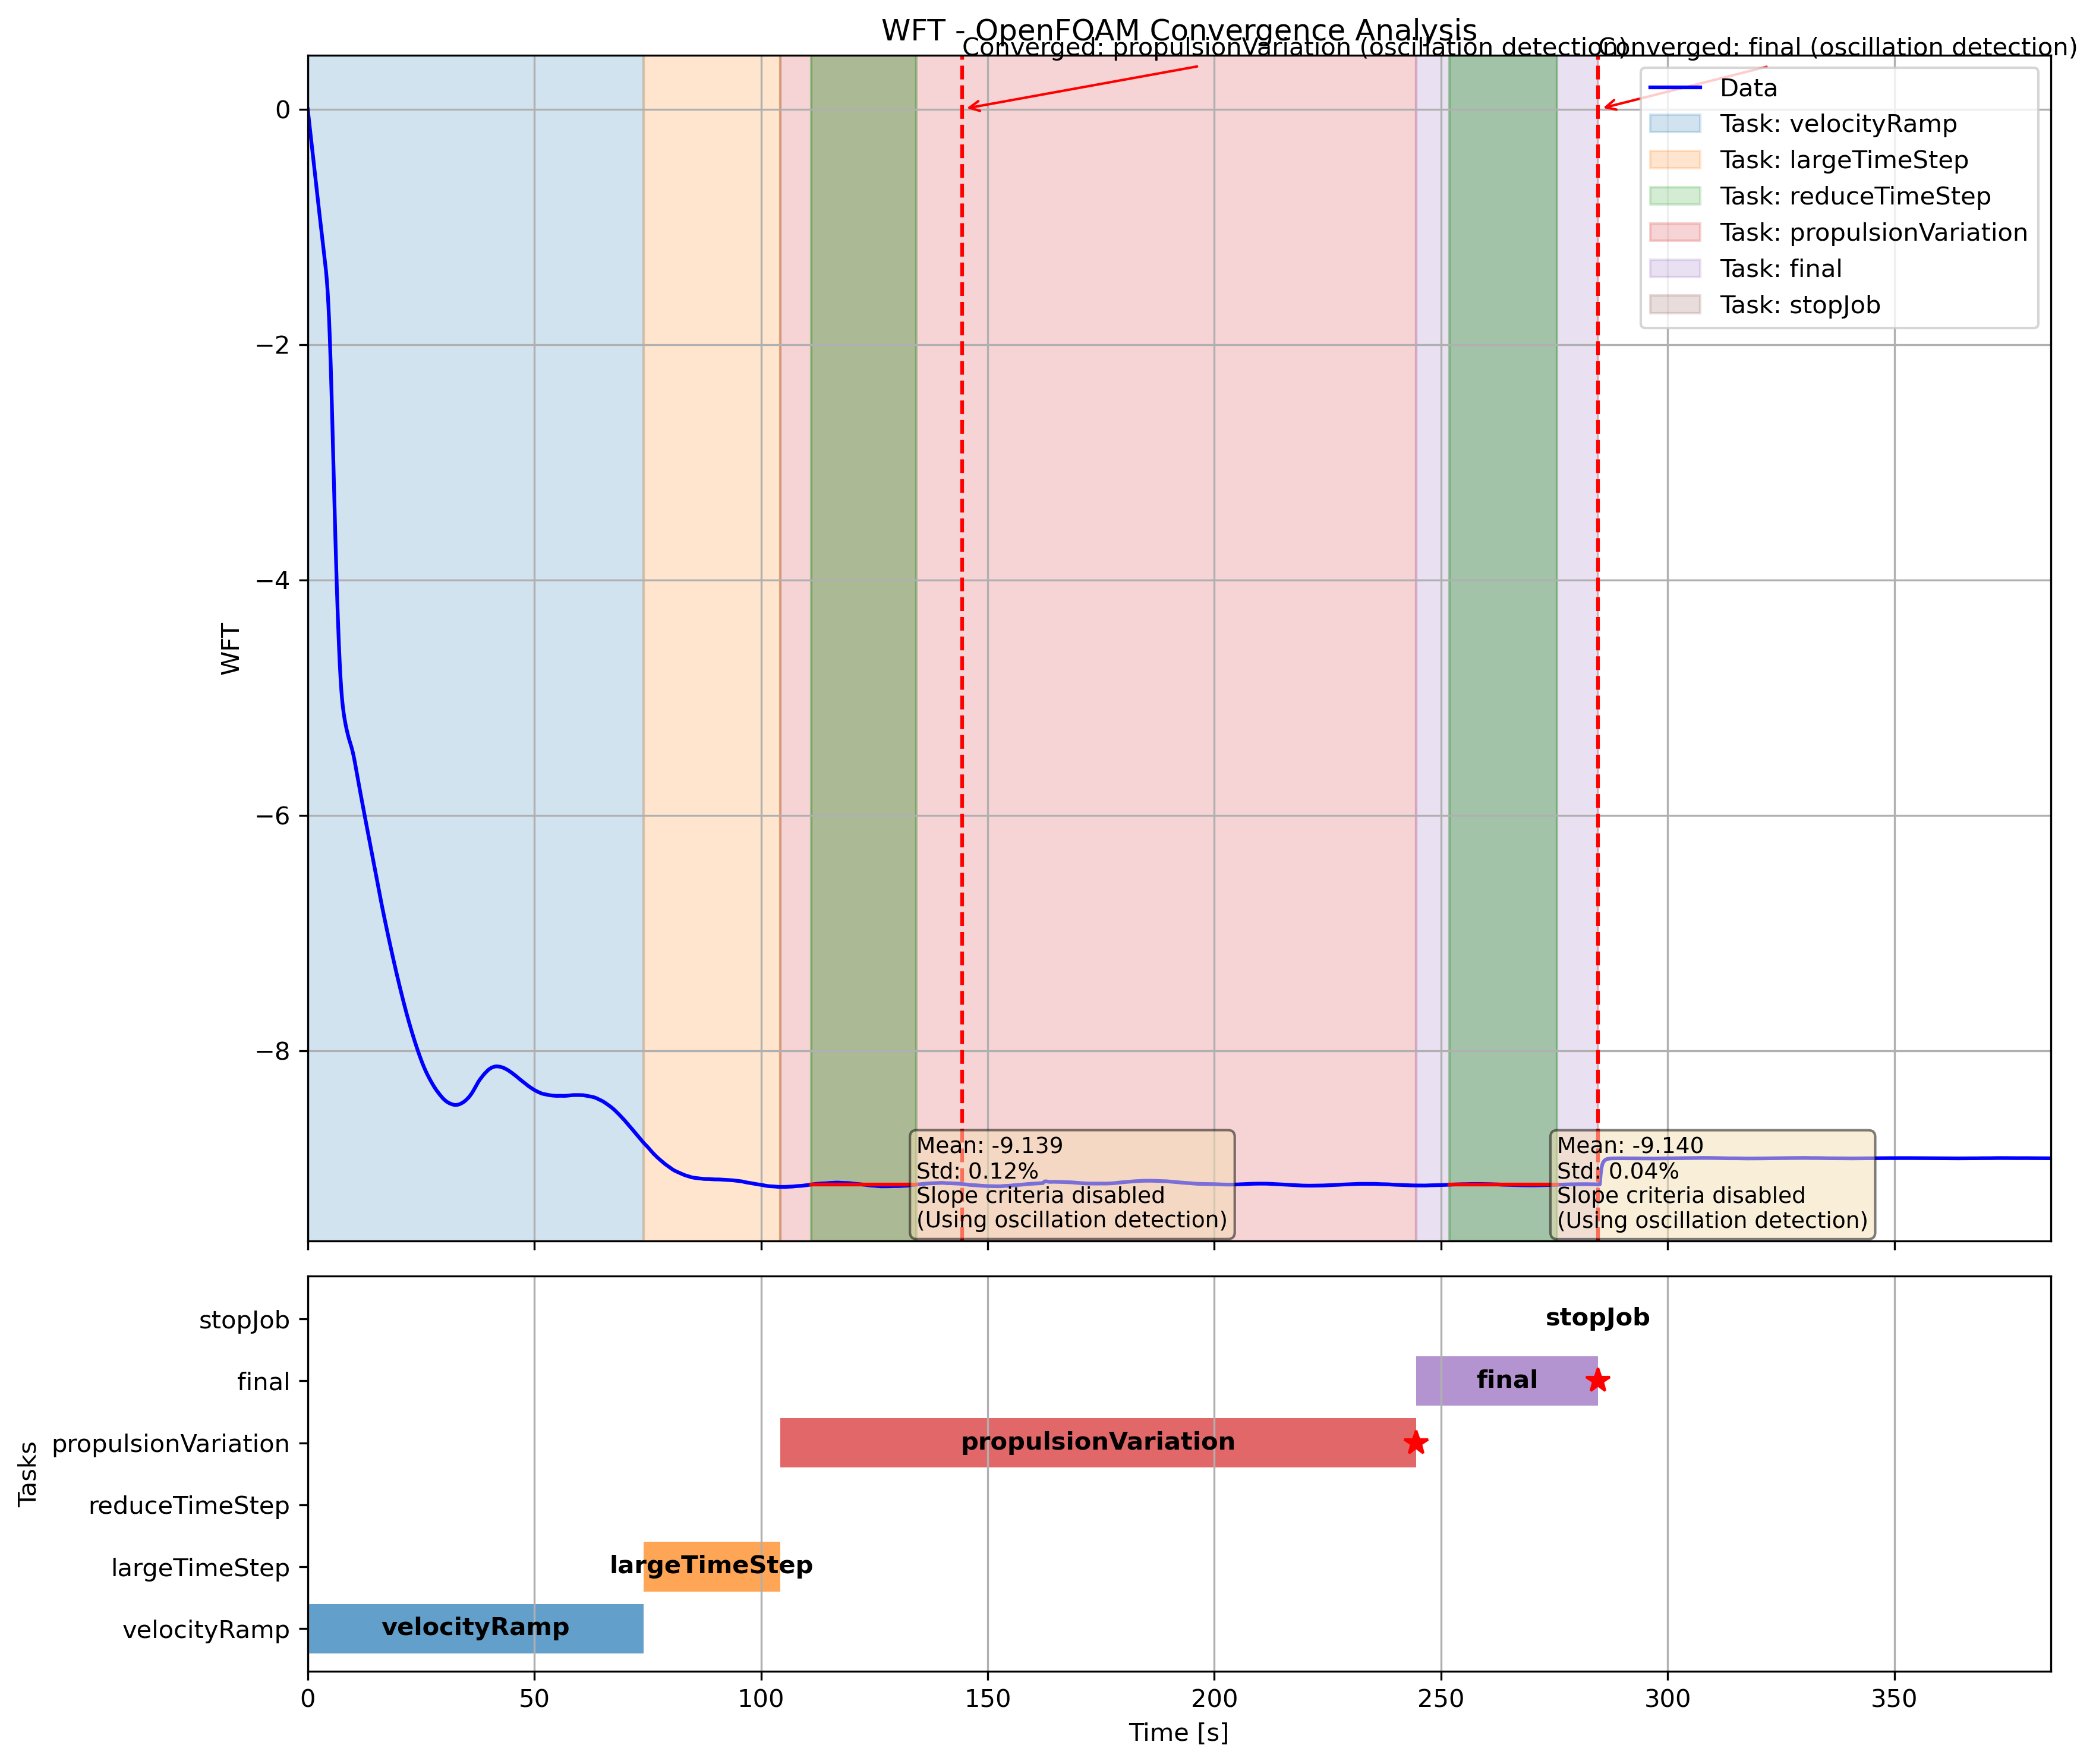 WFT - OpenFOAM Convergence Analysis
Converged: propulsionVariation (oscillation detection)
Converged: final (oscillation detection)
Data
Task: velocityRamp
Task: largeTimeStep
Task: reduceTimeStep
Task: propulsionVariation
Task: final
Task: stopJob
0
−2
−4
−6
−8
WFT
Mean: -9.139
Std: 0.12%
Slope criteria disabled
(Using oscillation detection)
Mean: -9.140
Std: 0.04%
Slope criteria disabled
(Using oscillation detection)
stopJob
final
propulsionVariation
reduceTimeStep
largeTimeStep
velocityRamp
Tasks
stopJob
final
propulsionVariation
largeTimeStep
velocityRamp
0
50
100
150
200
250
300
350
Time [s]